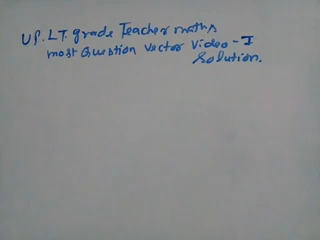 UP. LT. grade Teacher maths
most Question vector Video - I
Solution.